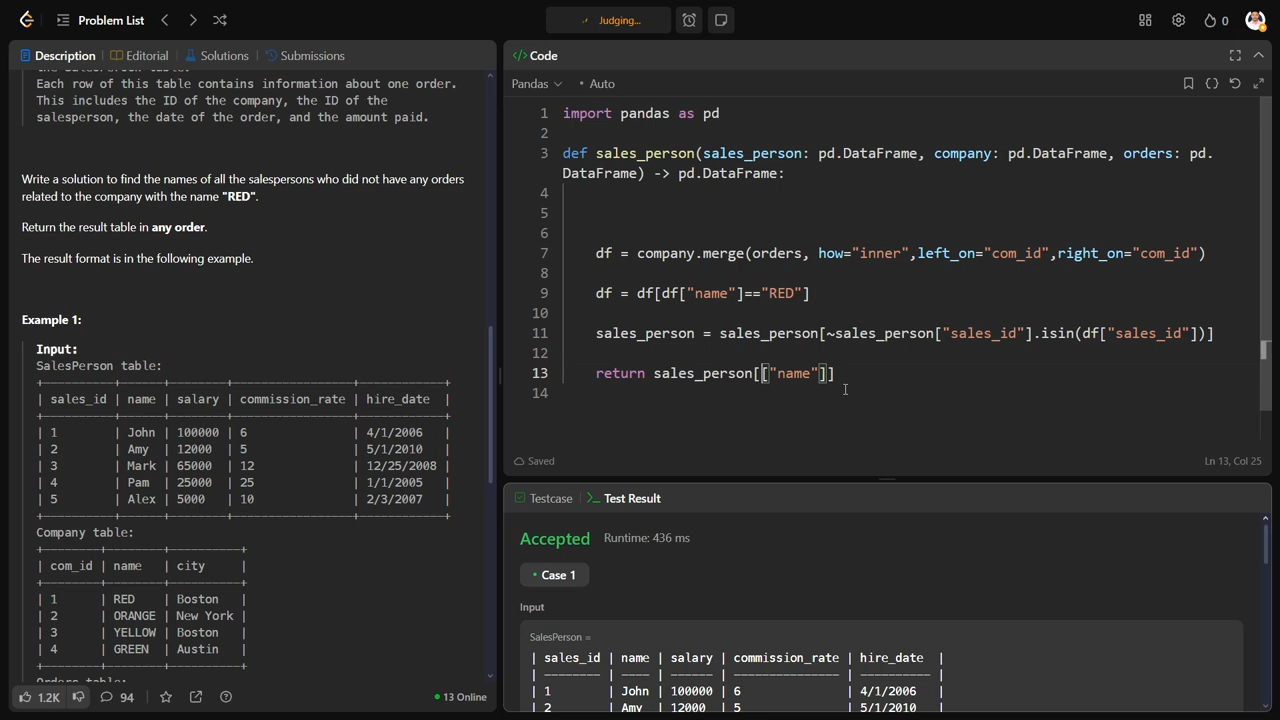 Problem List
Judging...
0
Description
Editorial
Solutions
Submissions
Each row of this table contains information about one order.
This includes the ID of the company, the ID of the
salesperson, the date of the order, and the amount paid.
Write a solution to find the names of all the salespersons who did not have any orders
related to the company with the name "RED".
Return the result table in any order.
The result format is in the following example.
Example 1:
Input:
SalesPerson table:
+----------+------+--------+-----------------+------------+
| sales_id | name | salary | commission_rate | hire_date |
+----------+------+--------+-----------------+------------+
| 1 | John | 100000 | 6 | 4/1/2006 |
| 2 | Amy | 12000 | 5 | 5/1/2010 |
| 3 | Mark | 65000 | 12 | 12/25/2008 |
| 4 | Pam | 25000 | 25 | 1/1/2005 |
| 5 | Alex | 5000 | 10 | 2/3/2007 |
+----------+------+--------+-----------------+------------+
Company table:
+--------+--------+----------+
| com_id | name | city |
+--------+--------+----------+
| 1 | RED | Boston |
| 2 | ORANGE | New York |
| 3 | YELLOW | Boston |
| 4 | GREEN | Austin |
+--------+--------+----------+
Orders table:
1.2K
94
13 Online
</> Code
Pandas
• Auto
1 import pandas as pd
2
3 def sales_person(sales_person: pd.DataFrame, company: pd.DataFrame, orders: pd.
DataFrame) -> pd.DataFrame:
4
5
6
7 df = company.merge(orders, how="inner",left_on="com_id",right_on="com_id")
8
9 df = df[df["name"]=="RED"]
10
11 sales_person = sales_person[~sales_person["sales_id"].isin(df["sales_id"])]
12
13 return sales_person[["name"]]
14
Saved
Ln 13, Col 25
Testcase
Test Result
Accepted
Runtime: 436 ms
• Case 1
Input
SalesPerson =
| sales_id | name | salary | commission_rate | hire_date |
| -------- | ---- | ------ | --------------- | ---------- |
| 1 | John | 100000 | 6 | 4/1/2006 |
| 2 | Amy | 12000 | 5 | 5/1/2010 |